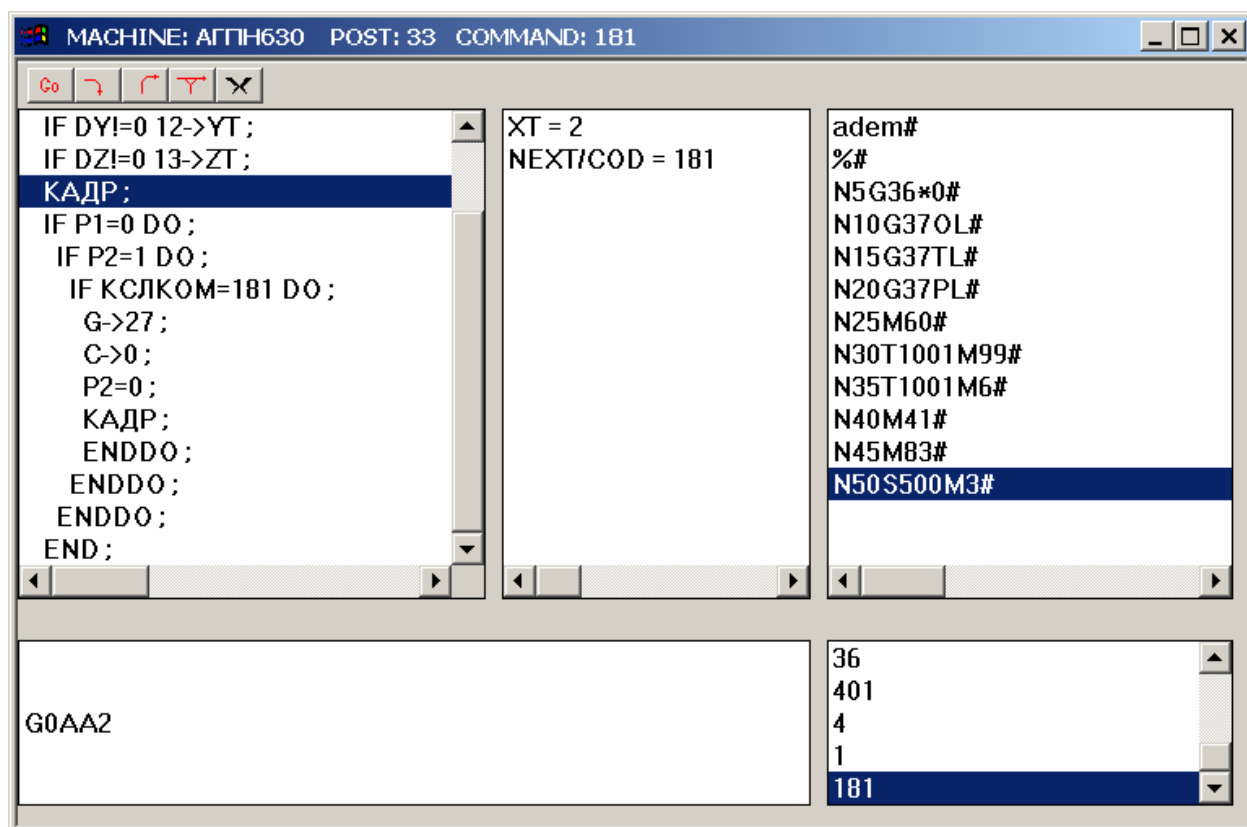 MACHINE: АГПН630 POST: 33 COMMAND: 181
Go
IF DY!=0 12->YT ;
IF DZ!=0 13->ZT ;
КАДР ;
IF P1=0 DO ;
IF P2=1 DO ;
IF КСЛКОМ=181 DO ;
G->27 ;
C->0 ;
P2=0 ;
КАДР ;
ENDDO ;
ENDDO ;
ENDDO ;
END ;
XT = 2
NEXT/COD = 181
adem#
%#
N5G36*0#
N10G37OL#
N15G37TL#
N20G37PL#
N25M60#
N30T1001M99#
N35T1001M6#
N40M41#
N45M83#
N50S500M3#
G0AA2
36
401
4
1
181